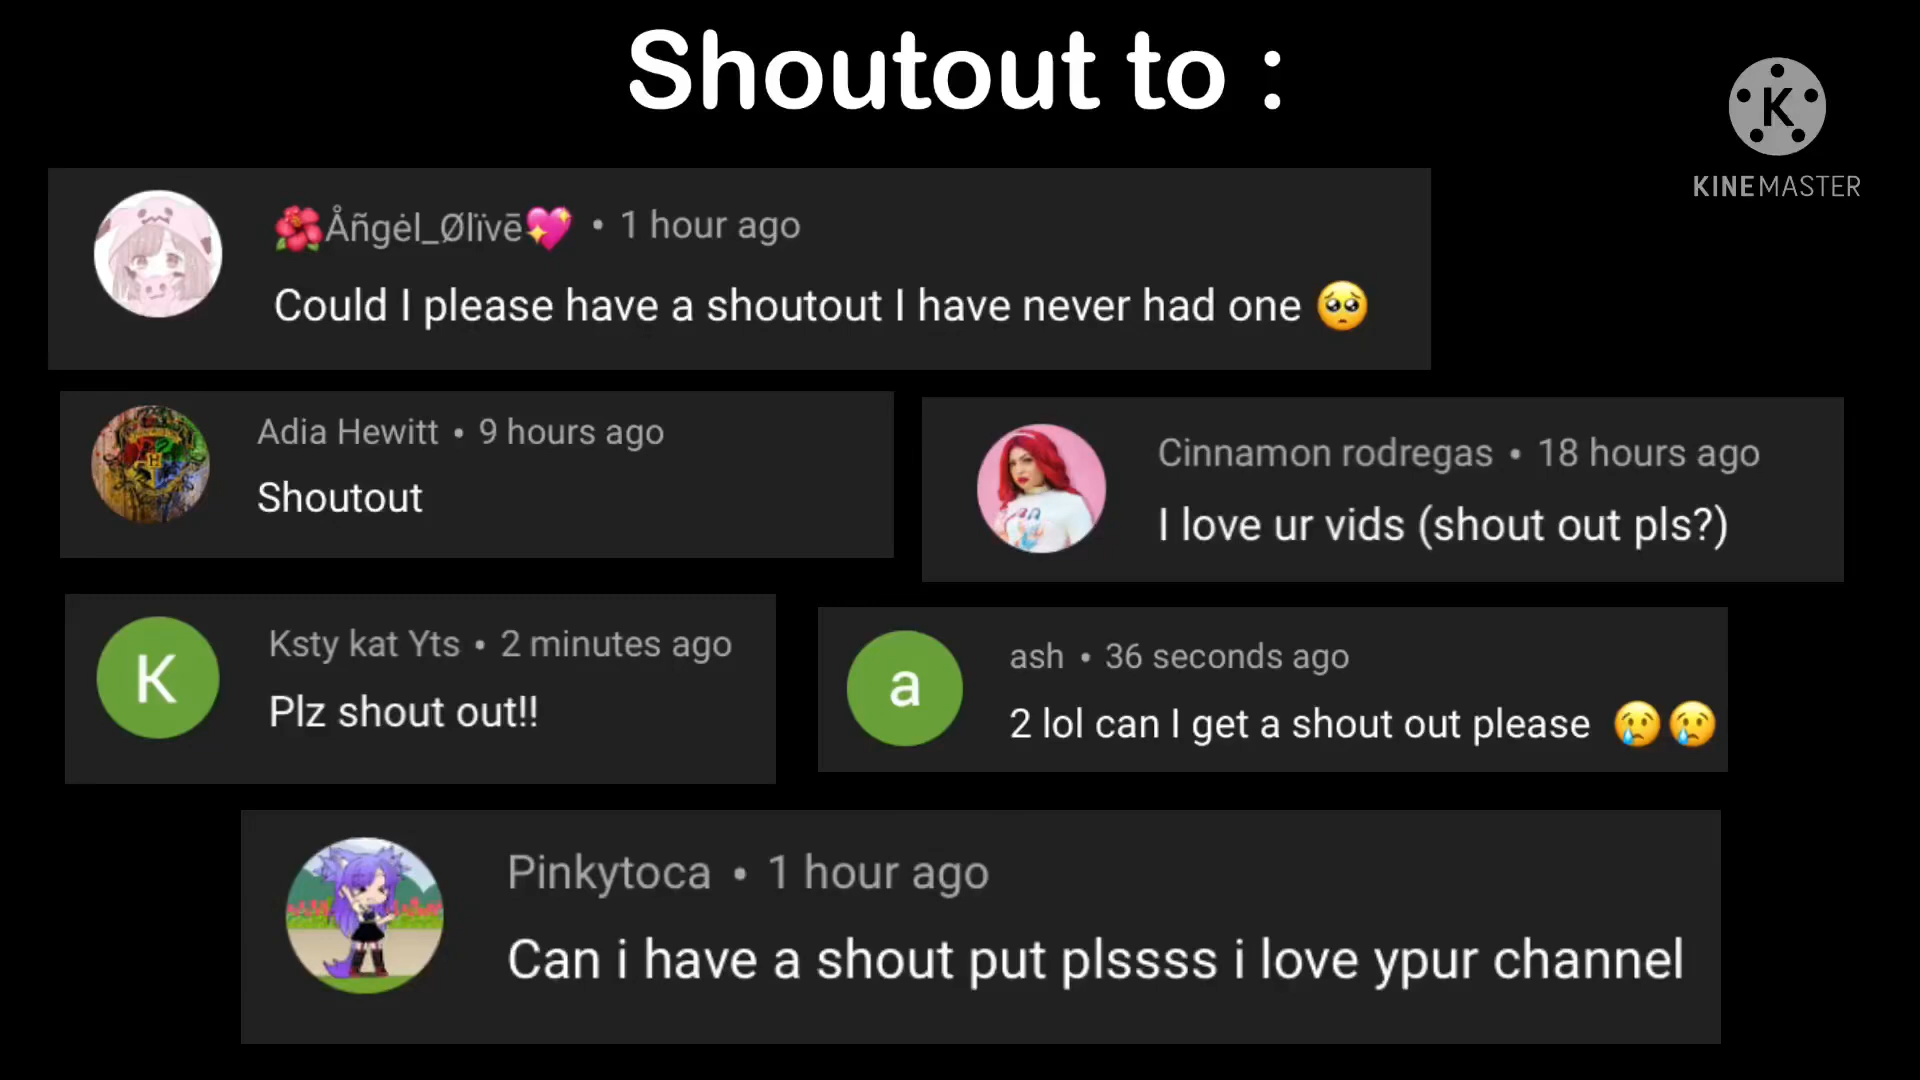 Shoutout to :
K
KINEMASTER
🌺Åñgėl_Ølïvē💖 • 1 hour ago
Could I please have a shoutout I have never had one 🥺
Adia Hewitt • 9 hours ago
Shoutout
H
Cinnamon rodregas • 18 hours ago
I love ur vids (shout out pls?)
K
Ksty kat Yts • 2 minutes ago
Plz shout out!!
a
ash • 36 seconds ago
2 lol can I get a shout out please 😢😢
Pinkytoca • 1 hour ago
Can i have a shout put plssss i love ypur channel